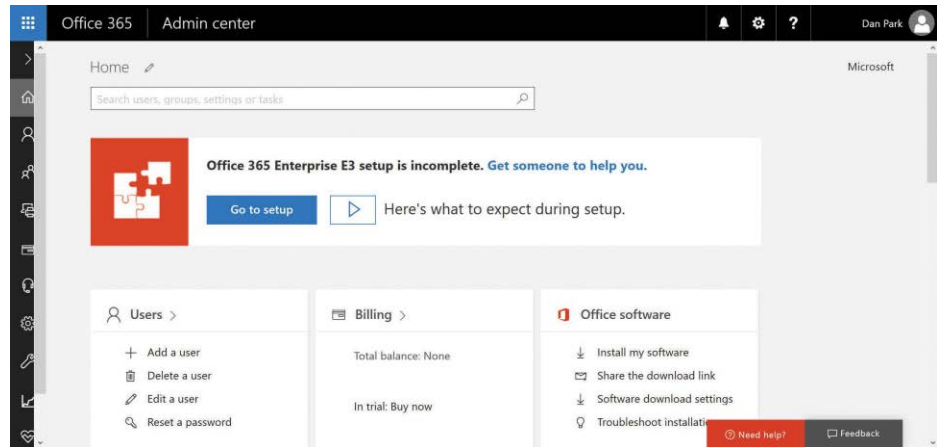 Office 365 Admin center Dan Park
Home Microsoft
Search users, groups, settings or tasks
Office 365 Enterprise E3 setup is incomplete. Get someone to help you.
Go to setup Here's what to expect during setup.
Users >
Add a user
Delete a user
Edit a user
Reset a password
Billing >
Total balance: None
In trial: Buy now
Office software
Install my software
Share the download link
Software download settings
Troubleshoot installati
Need help? Feedback